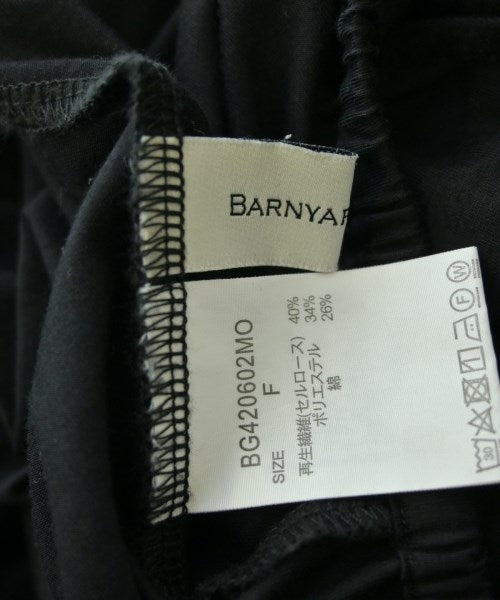 BARNYA
BG420602MO
F
SIZE
再生繊維(セルロース) 40%
ポリエステル 34%
綿 26%
30
F
W